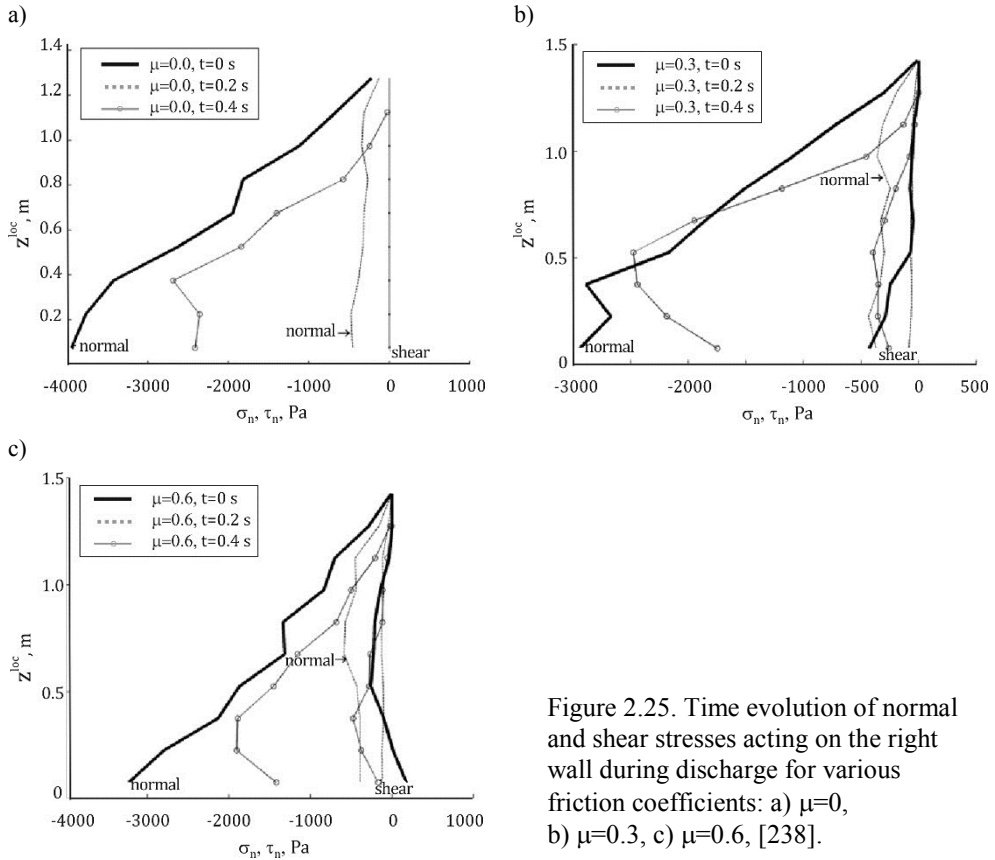 a)
1.4
1.2
1.0
0.8
0.6
0.4
0.2
z^loc, m
μ=0.0, t=0 s
μ=0.0, t=0.2 s
μ=0.0, t=0.4 s
normal
normal→
shear
-4000 -3000 -2000 -1000 0 1000
σn, τn, Pa
b)
1.5
1.0
0.5
0
z^loc, m
μ=0.3, t=0 s
μ=0.3, t=0.2 s
μ=0.3, t=0.4 s
normal→
normal
shear
-3000 -2000 -1000 -500 0 500
σn, τn, Pa
c)
1.5
1.0
0.5
0
z^loc, m
μ=0.6, t=0 s
μ=0.6, t=0.2 s
μ=0.6, t=0.4 s
normal→
normal
shear
-4000 -3000 -2000 -1000 0 1000
σn, τn, Pa
Figure 2.25. Time evolution of normal
and shear stresses acting on the right
wall during discharge for various
friction coefficients: a) μ=0,
b) μ=0.3, c) μ=0.6, [238].